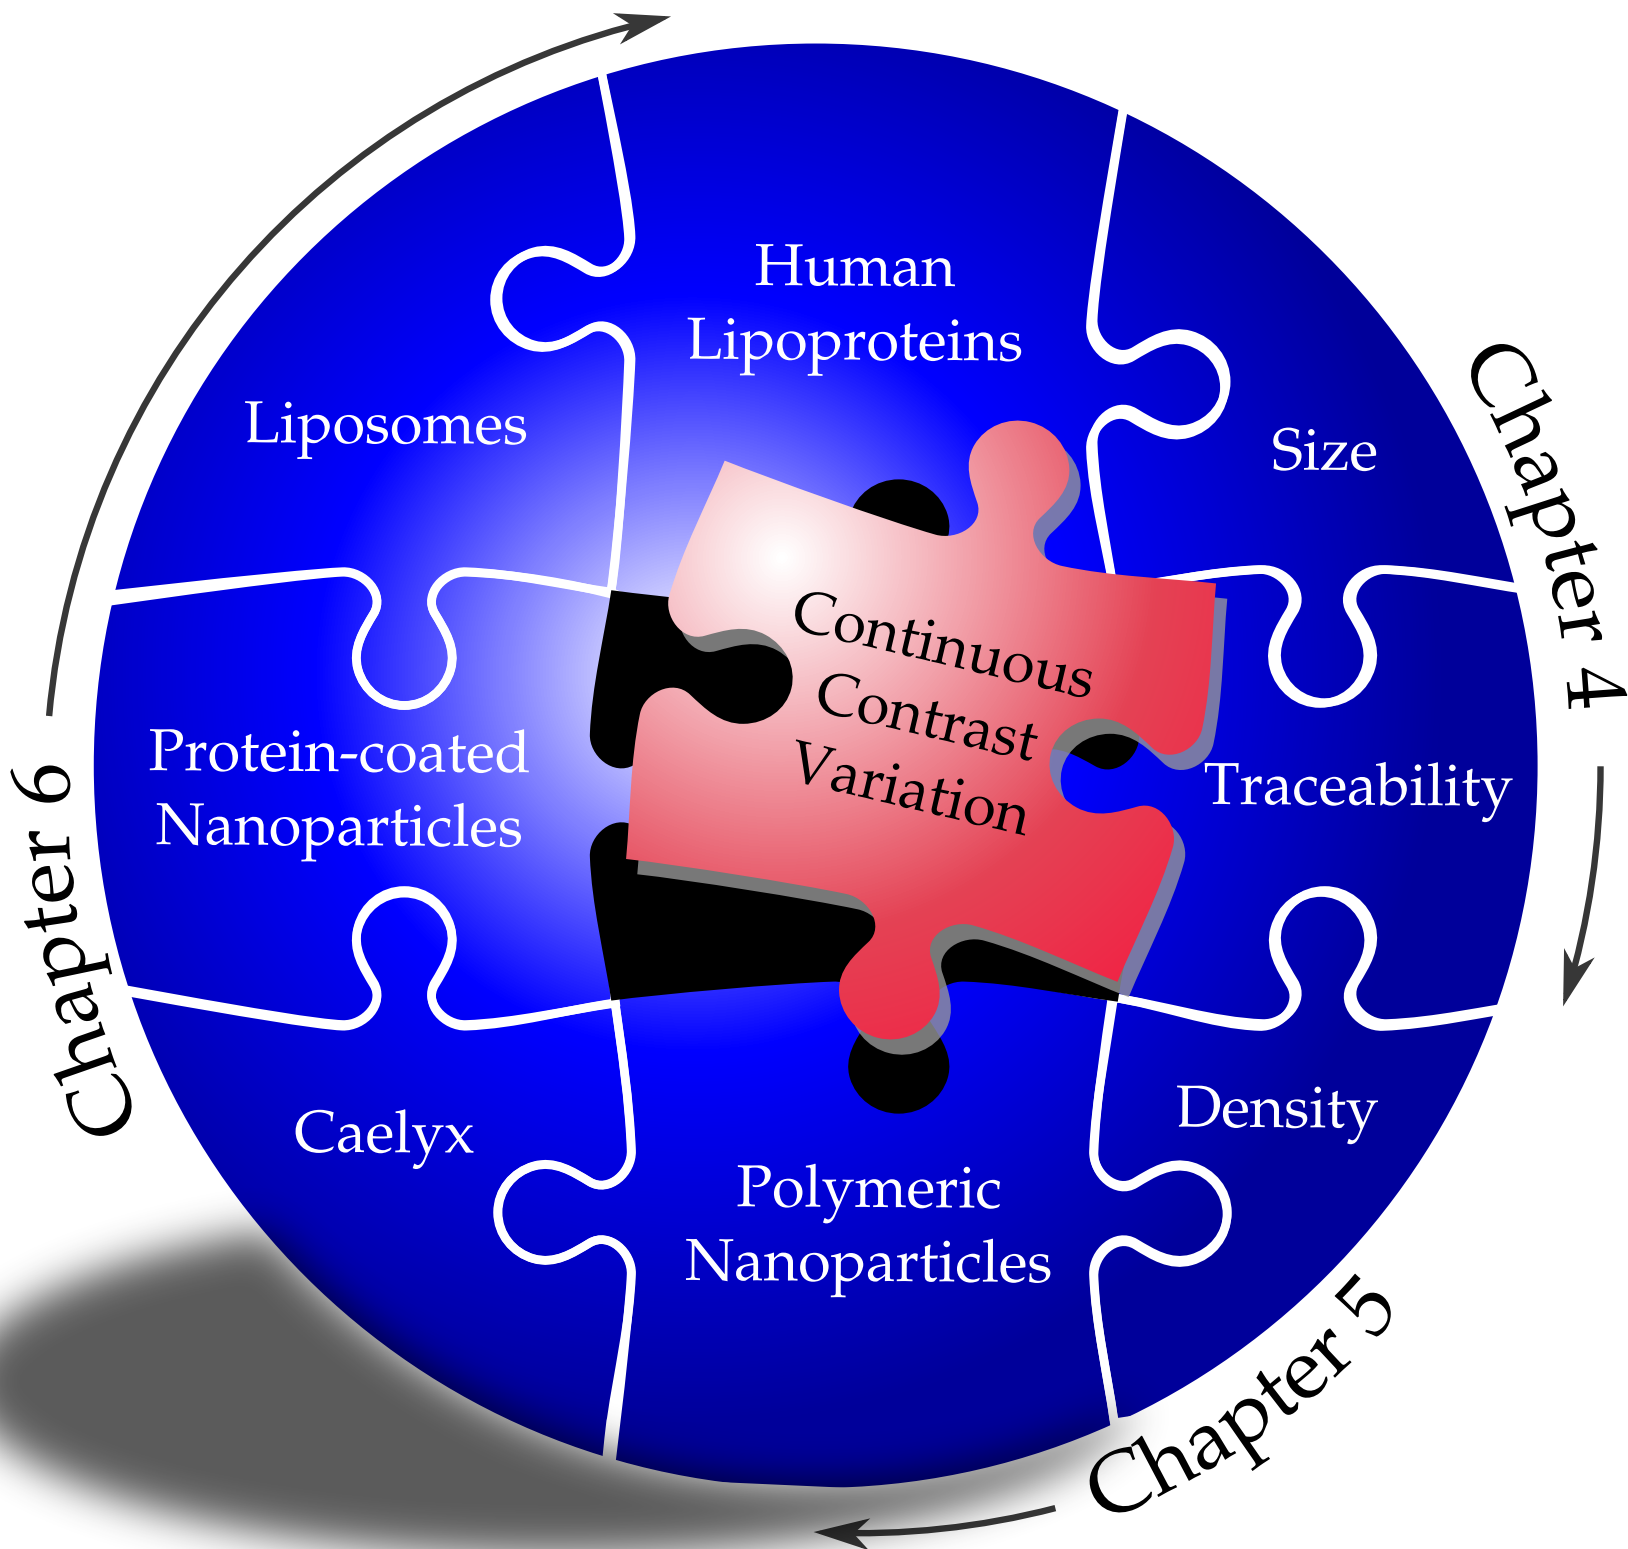 Human
Lipoproteins
Liposomes
Size
Chapter 4
Continuous
Contrast
Variation
Protein-coated
Nanoparticles
Traceability
Chapter 6
Caelyx
Density
Polymeric
Nanoparticles
Chapter 5